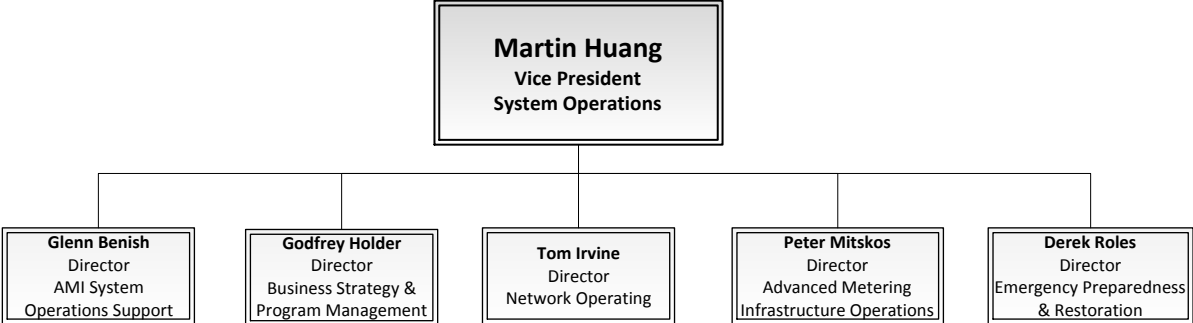 Martin Huang
Vice President
System Operations
Glenn Benish
Director
AMI System
Operations Support
Godfrey Holder
Director
Business Strategy &
Program Management
Tom Irvine
Director
Network Operating
Peter Mitskos
Director
Advanced Metering
Infrastructure Operations
Derek Roles
Director
Emergency Preparedness
& Restoration